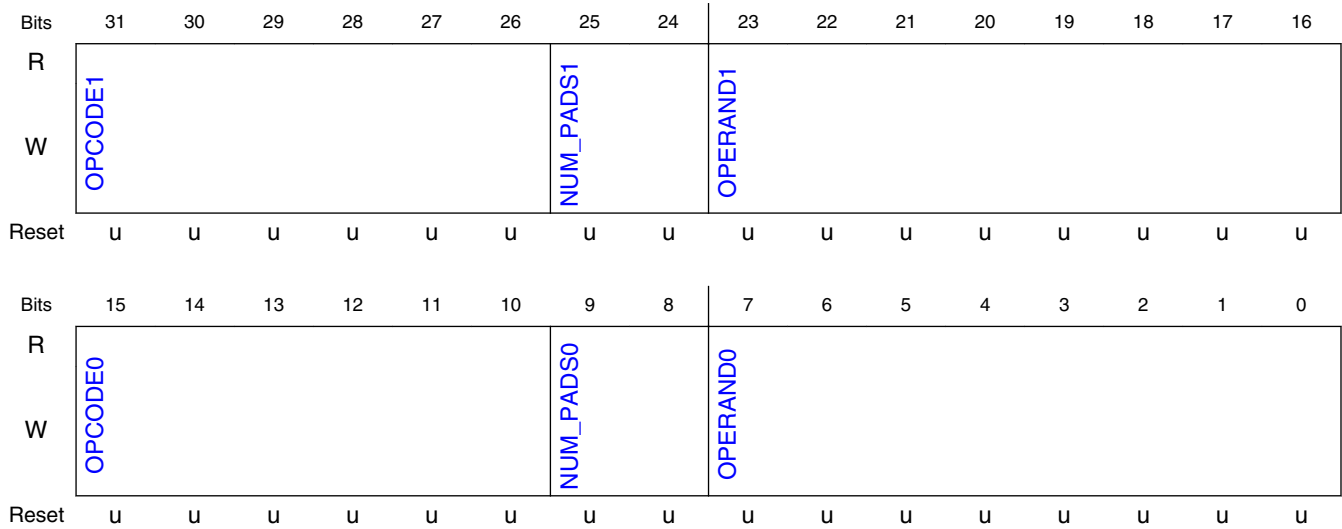 Bits 31 30 29 28 27 26 25 24 23 22 21 20 19 18 17 16
R
W
OPCODE1 NUM_PADS1 OPERAND1
Reset u u u u u u u u u u u u u u u u
Bits 15 14 13 12 11 10 9 8 7 6 5 4 3 2 1 0
R
W
OPCODE0 NUM_PADS0 OPERAND0
Reset u u u u u u u u u u u u u u u u